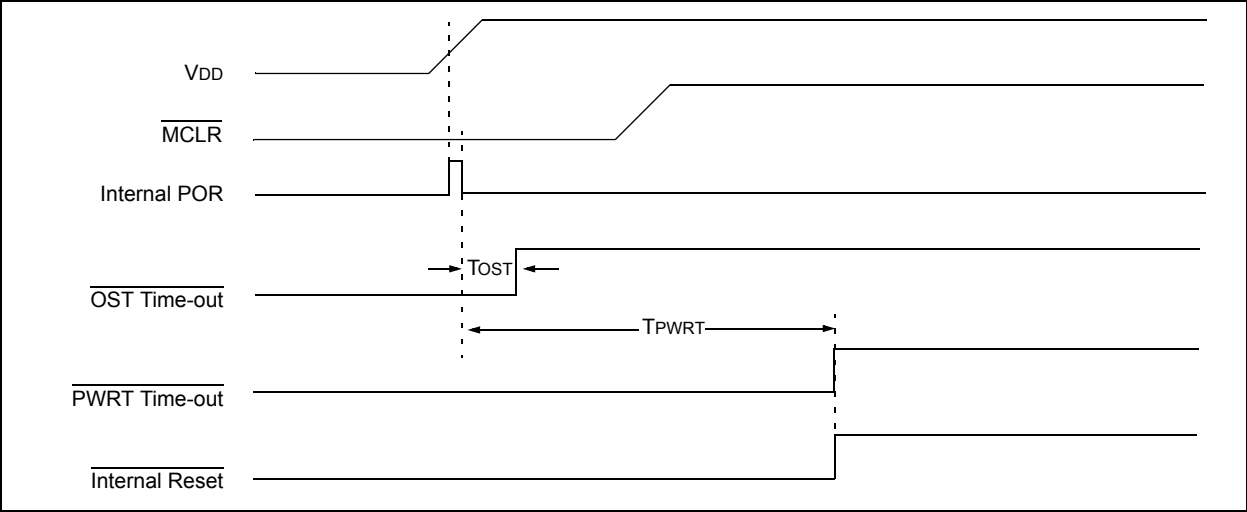 VDD
MCLR
Internal POR
TOST
OST Time-out
TPWRT
PWRT Time-out
Internal Reset